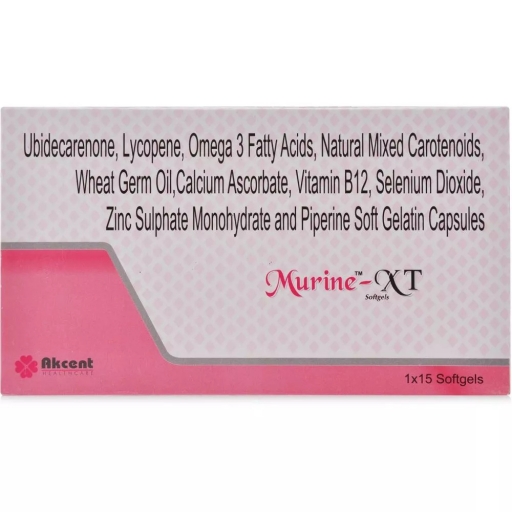 Ubidecarenone, Lycopene, Omega 3 Fatty Acids, Natural Mixed Carotenoids,
Wheat Germ Oil,Calcium Ascorbate, Vitamin B12, Selenium Dioxide,
Zinc Sulphate Monohydrate and Piperine Soft Gelatin Capsules
Murine™-XT
Softgels
Akcent
HEALTHCARE
1x15 Softgels